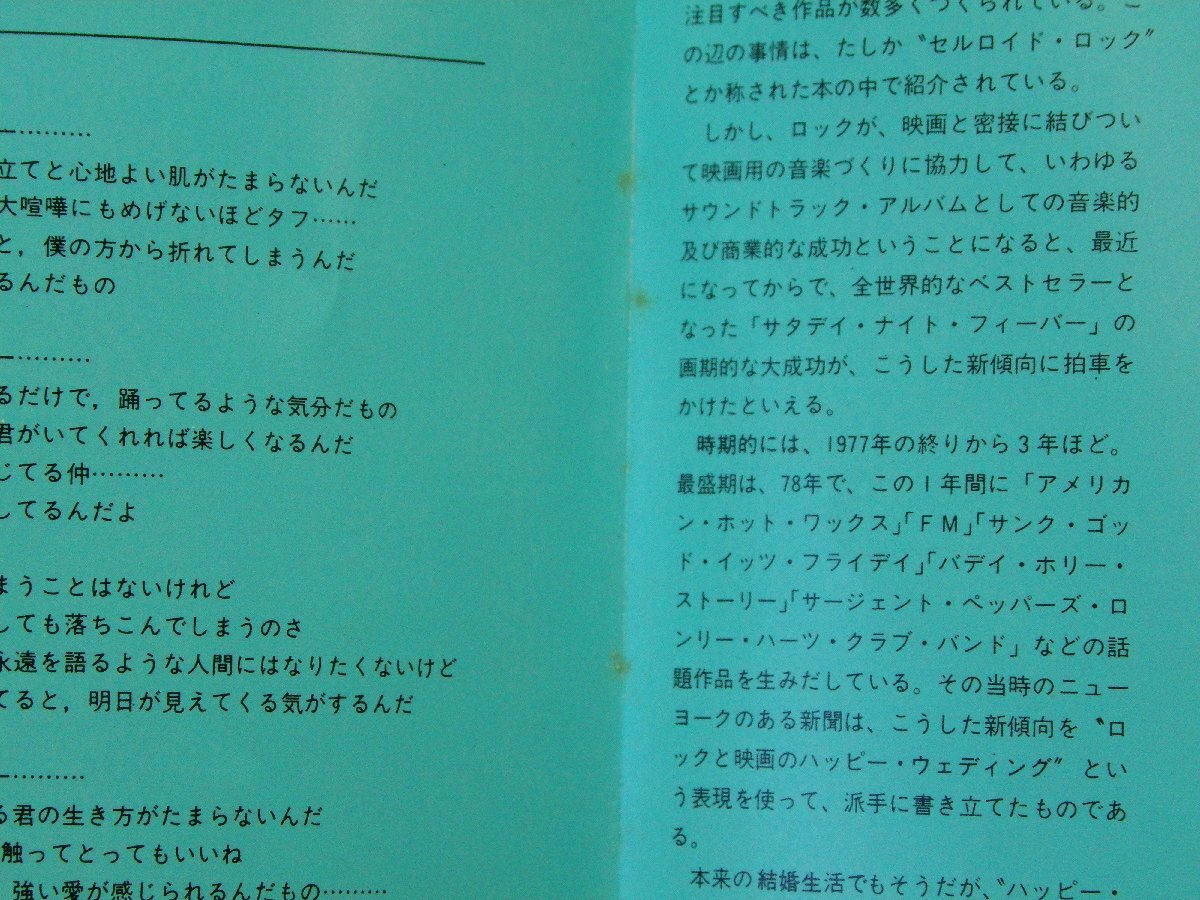 ー………
立てと心地よい肌がたまらないんだ
大喧嘩にもめげないほどタフ……
と，僕の方から折れてしまうんだ
るんだもの
ー………
るだけで，踊ってるような気分だもの
君がいてくれれば楽しくなるんだ
じてる仲………
してるんだよ
まうことはないけれど
しても落ちこんでしまうのさ
永遠を語るような人間にはなりたくないけど
てると，明日が見えてくる気がするんだ
ー………
る君の生き方がたまらないんだ
触ってとってもいいね
強い愛が感じられるんだもの………
注目すべき作品が数多くつくられている。こ
の辺の事情は、たしか〝セルロイド・ロック〟
とか称された本の中で紹介されている。
しかし、ロックが、映画と密接に結びつい
て映画用の音楽づくりに協力して、いわゆる
サウンドトラック・アルバムとしての音楽的
及び商業的な成功ということになると、最近
になってからで、全世界的なベストセラーと
なった「サタデイ・ナイト・フィーバー」の
画期的な大成功が、こうした新傾向に拍車を
かけたといえる。
時期的には、1977年の終りから3年ほど。
最盛期は、78年で、この1年間に「アメリカ
ン・ホット・ワックス」「FM」「サンク・ゴッ
ド・イッツ・フライデイ」「バデイ・ホリー・
ストーリー」「サージェント・ペッパーズ・ロ
ンリー・ハーツ・クラブ・バンド」などの話
題作品を生みだしている。その当時のニュー
ヨークのある新聞は、こうした新傾向を〝ロ
ックと映画のハッピー・ウェディング〟とい
う表現を使って、派手に書き立てたものであ
る。
本来の結婚生活でもそうだが、〝ハッピー・